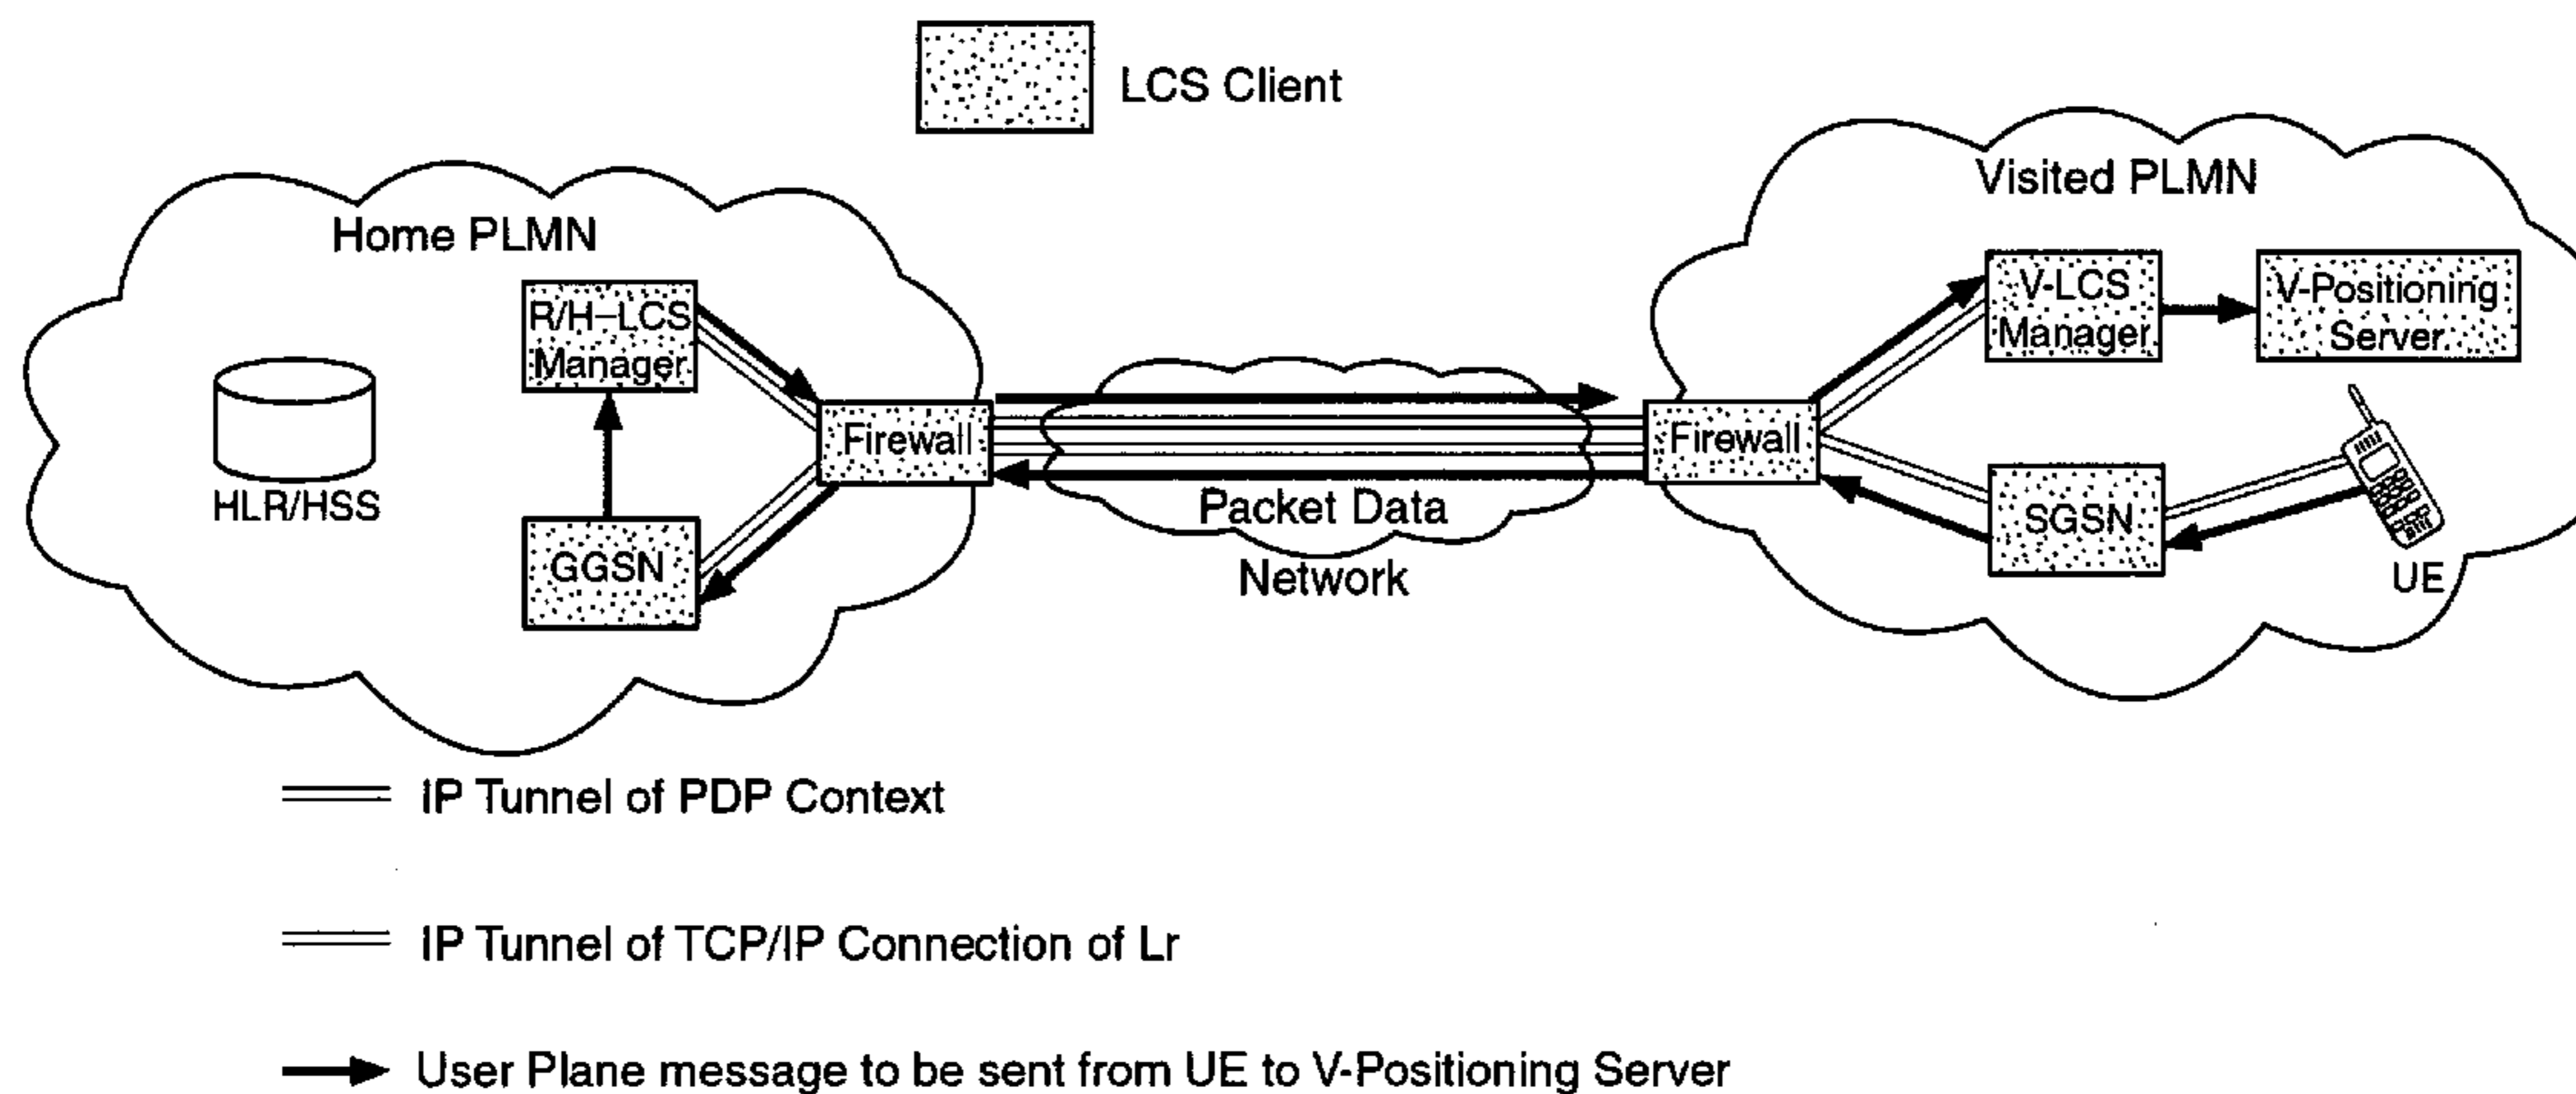 LCS Client
Home PLMN
R/H–LCS
Manager
HLR/HSS
GGSN
Firewall
Packet Data
Network
Visited PLMN
V-LCS
Manager
V-Positioning
Server
Firewall
SGSN
UE
IP Tunnel of PDP Context
IP Tunnel of TCP/IP Connection of Lr
User Plane message to be sent from UE to V-Positioning Server